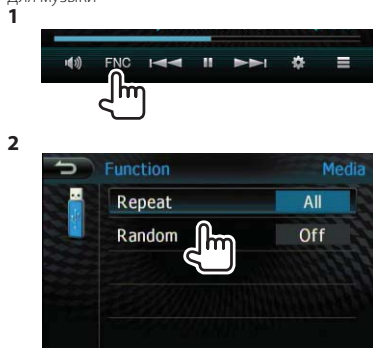 Для музыки
1
FNC
2
Function Media
Repeat All
Random Off